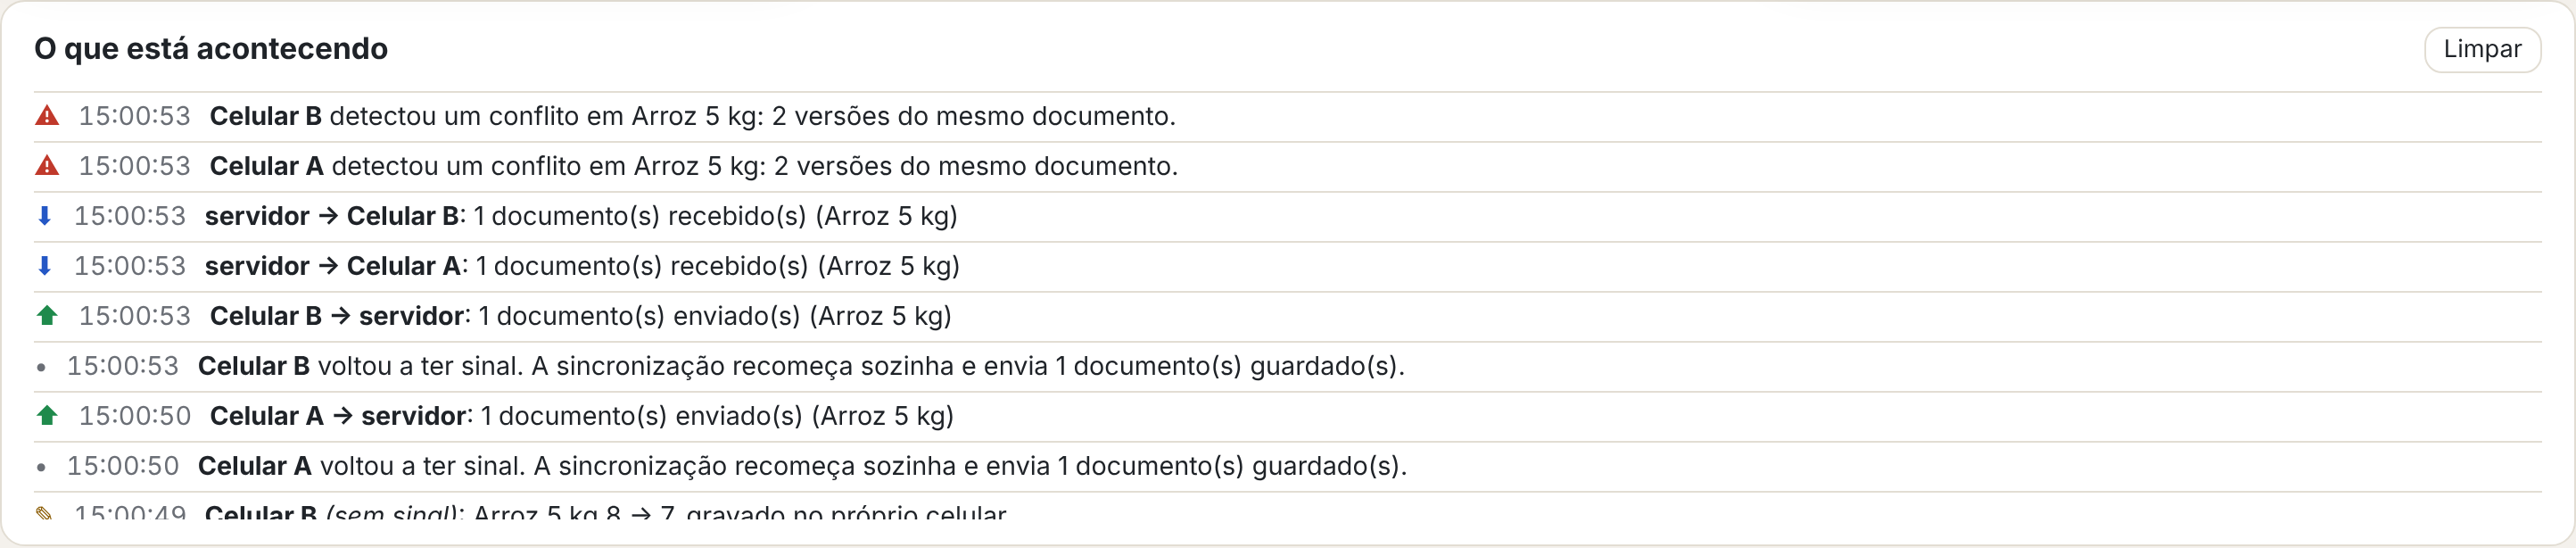 O que está acontecendo
Limpar
15:00:53 Celular B detectou um conflito em Arroz 5 kg: 2 versões do mesmo documento.
15:00:53 Celular A detectou um conflito em Arroz 5 kg: 2 versões do mesmo documento.
⬇ 15:00:53 servidor → Celular B: 1 documento(s) recebido(s) (Arroz 5 kg)
⬇ 15:00:53 servidor → Celular A: 1 documento(s) recebido(s) (Arroz 5 kg)
⬆ 15:00:53 Celular B → servidor: 1 documento(s) enviado(s) (Arroz 5 kg)
• 15:00:53 Celular B voltou a ter sinal. A sincronização recomeça sozinha e envia 1 documento(s) guardado(s).
⬆ 15:00:50 Celular A → servidor: 1 documento(s) enviado(s) (Arroz 5 kg)
• 15:00:50 Celular A voltou a ter sinal. A sincronização recomeça sozinha e envia 1 documento(s) guardado(s).
✎ 15:00:49 Celular B (sem sinal): Arroz 5 kg 8 → 7, gravado no próprio celular